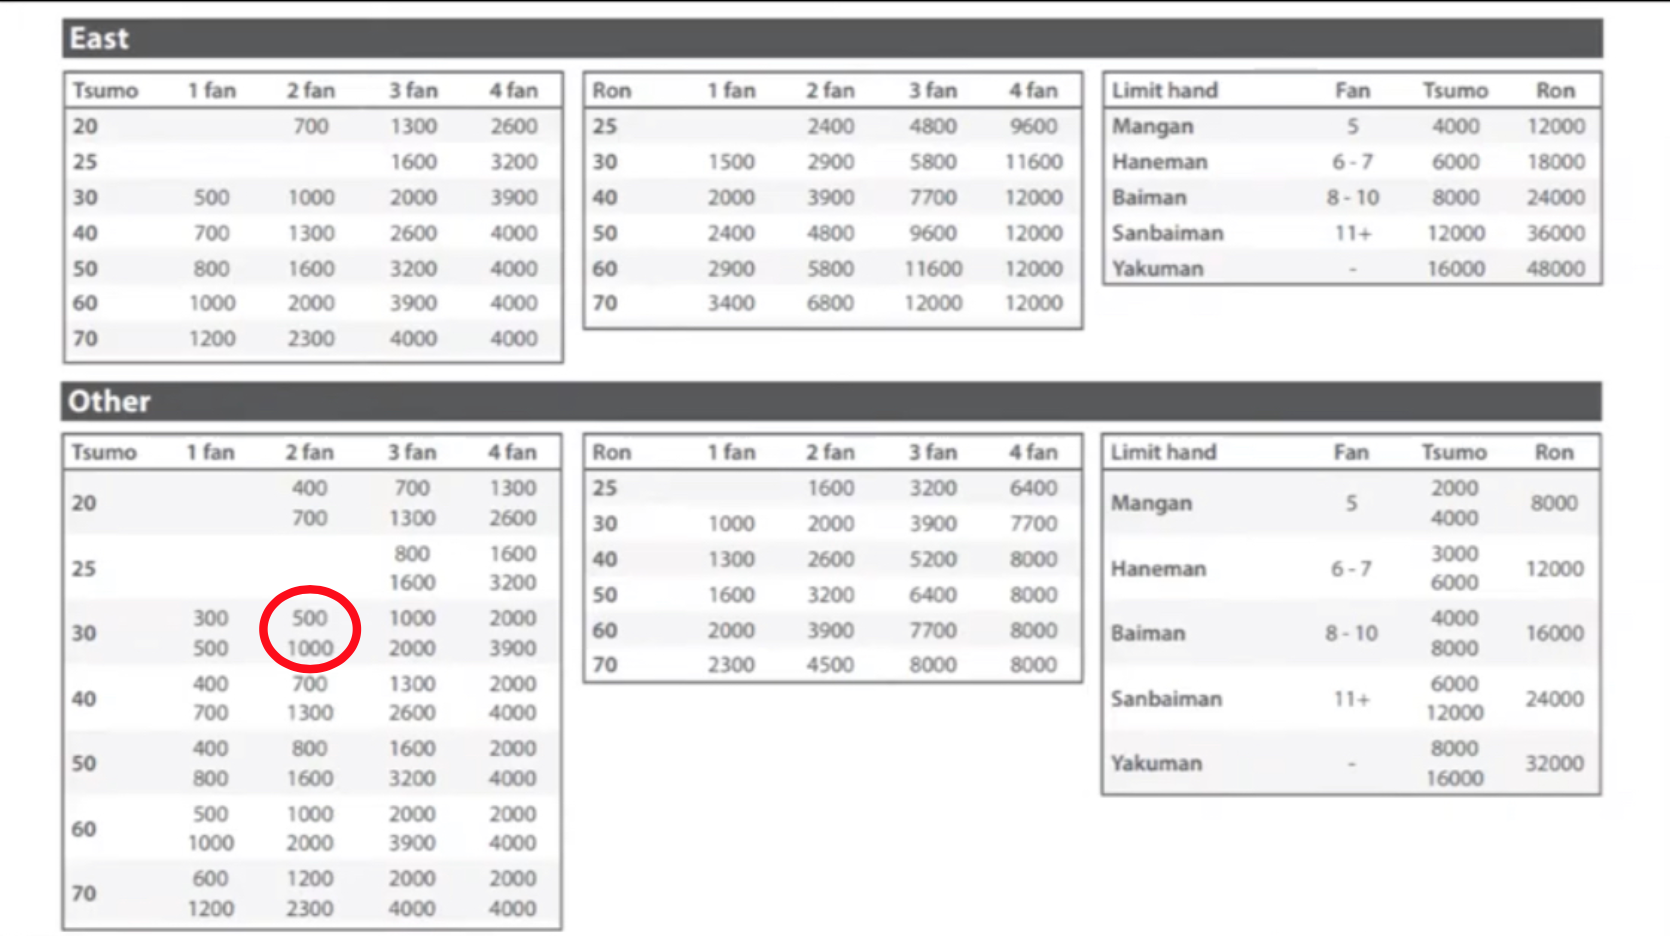 East
Tsumo 1 fan 2 fan 3 fan 4 fan
20 700 1300 2600
25 1600 3200
30 500 1000 2000 3900
40 700 1300 2600 4000
50 800 1600 3200 4000
60 1000 2000 3900 4000
70 1200 2300 4000 4000
Ron 1 fan 2 fan 3 fan 4 fan
25 2400 4800 9600
30 1500 2900 5800 11600
40 2000 3900 7700 12000
50 2400 4800 9600 12000
60 2900 5800 11600 12000
70 3400 6800 12000 12000
Limit hand Fan Tsumo Ron
Mangan 5 4000 12000
Haneman 6 - 7 6000 18000
Baiman 8 - 10 8000 24000
Sanbaiman 11+ 12000 36000
Yakuman - 16000 48000
Other
Tsumo 1 fan 2 fan 3 fan 4 fan
400 700 1300
20
700 1300 2600
800 1600
25
1600 3200
300 500 1000 2000
30
500 1000 2000 3900
400 700 1300 2000
40
700 1300 2600 4000
400 800 1600 2000
50
800 1600 3200 4000
500 1000 2000 2000
60
1000 2000 3900 4000
600 1200 2000 2000
70
1200 2300 4000 4000
Ron 1 fan 2 fan 3 fan 4 fan
25 1600 3200 6400
30 1000 2000 3900 7700
40 1300 2600 5200 8000
50 1600 3200 6400 8000
60 2000 3900 7700 8000
70 2300 4500 8000 8000
Limit hand Fan Tsumo Ron
2000
Mangan 5 8000
4000
3000
Haneman 6 - 7 12000
6000
4000
Baiman 8 - 10 16000
8000
6000
Sanbaiman 11+ 24000
12000
8000
Yakuman - 32000
16000